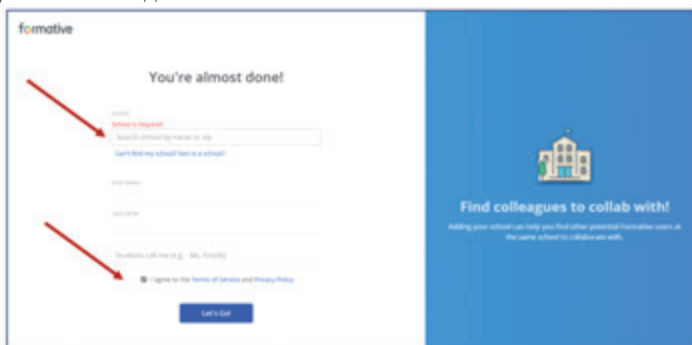 formative
You're almost done!
School
School is required
Search school by name or zip
Can't find my school? Not in a school?
First Name
Last Name
Students call me (e.g. : Ms. Frizzle)
I agree to the Terms of Service and Privacy Policy
Let's Go!
Find colleagues to collab with!
Adding your school can help you find other potential Formative users at
the same school to collaborate with.